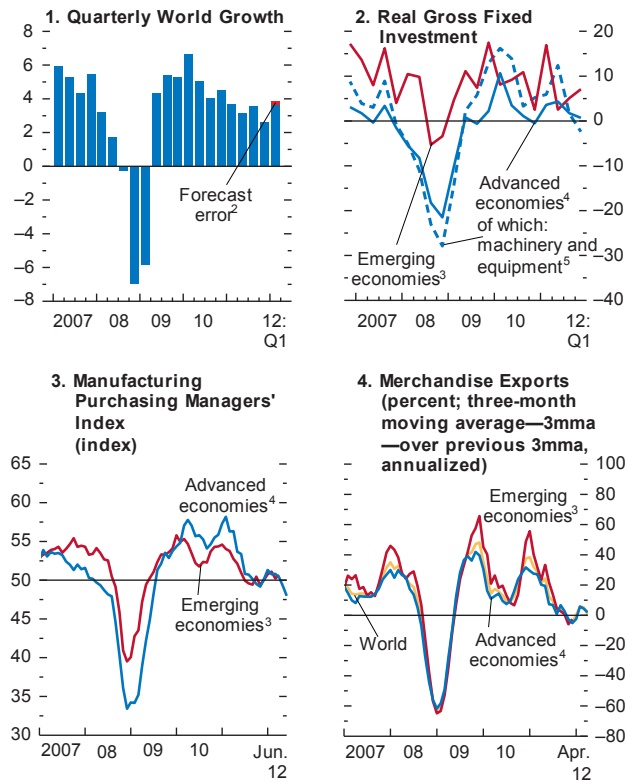 1. Quarterly World Growth
8
6
4
2
0
−2
−4
−6
−8
Forecast
error2
2007
08
09
10
12:
Q1
2. Real Gross Fixed
Investment
20
10
0
−10
−20
−30
−40
Advanced
economies4
of which:
machinery and
equipment5
Emerging
economies3
2007
08
09
10
12:
Q1
3. Manufacturing
Purchasing Managers'
Index
(index)
65
60
55
50
45
40
35
30
Advanced
economies4
Emerging
economies3
2007
08
09
10
Jun.
12
4. Merchandise Exports
(percent; three-month
moving average—3mma
—over previous 3mma,
annualized)
100
80
60
40
20
0
−20
−40
−60
−80
Emerging
economies3
World
Advanced
economies4
2007
08
09
10
Apr.
12